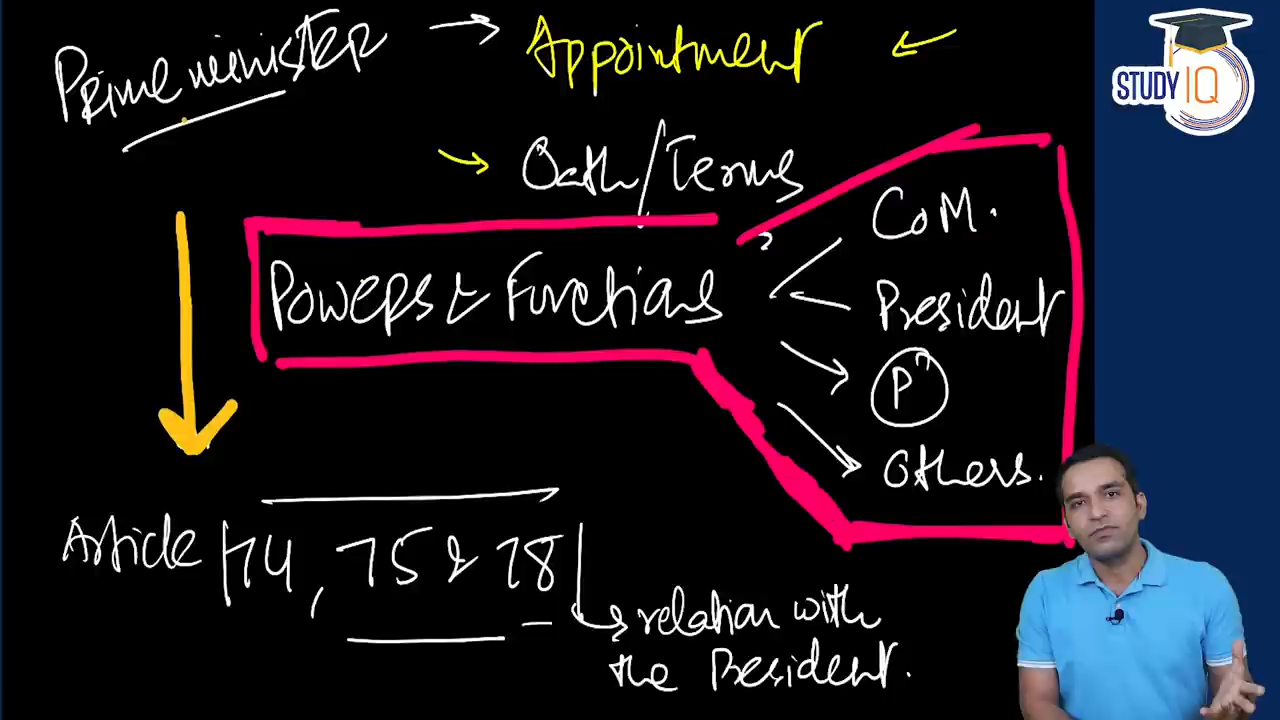 Prime minister → Appointment ←
STUDY IQ
→ Oath/Terms
CoM.
Powers & Functions
President
Pᵐ
Others.
Article 74, 75 & 78
relation with
the President.